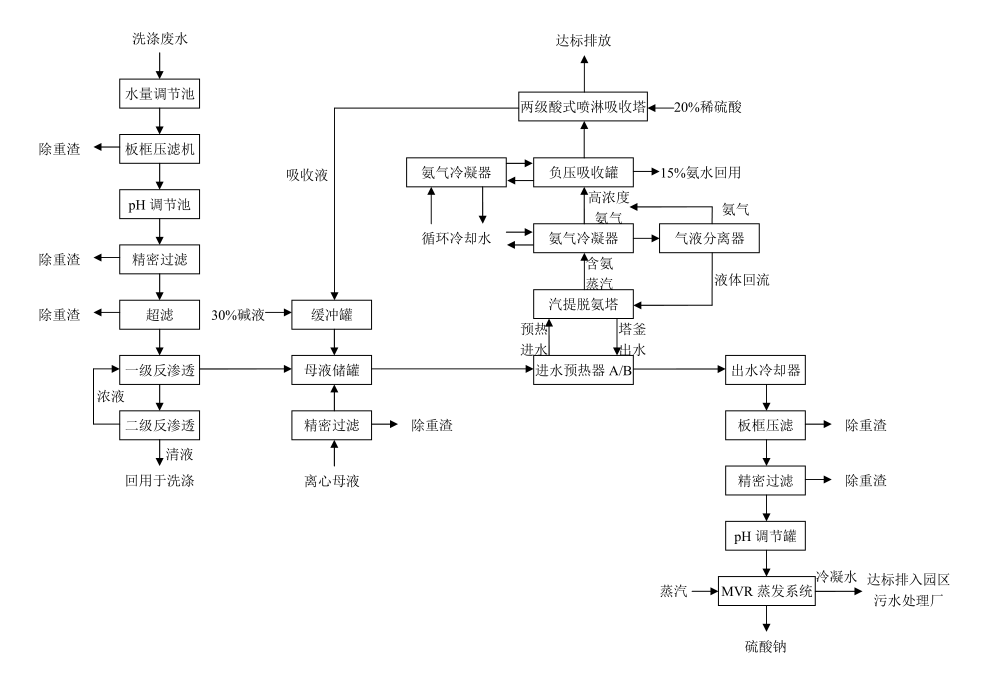 洗涤废水
水量调节池
除重渣
板框压滤机
pH 调节池
除重渣
精密过滤
除重渣
超滤
一级反渗透
浓液
二级反渗透
清液
回用于洗涤
吸收液
30%碱液
缓冲罐
母液储罐
精密过滤
除重渣
离心母液
达标排放
两级酸式喷淋吸收塔
20%稀硫酸
氨气冷凝器
负压吸收罐
15%氨水回用
高浓度
氨气
氨气
循环冷却水
氨气冷凝器
气液分离器
含氨
蒸汽
液体回流
汽提脱氨塔
预热
进水
塔釜
出水
进水预热器 A/B
出水冷却器
板框压滤
除重渣
精密过滤
除重渣
pH 调节罐
蒸汽
MVR 蒸发系统
冷凝水
达标排入园区
污水处理厂
硫酸钠